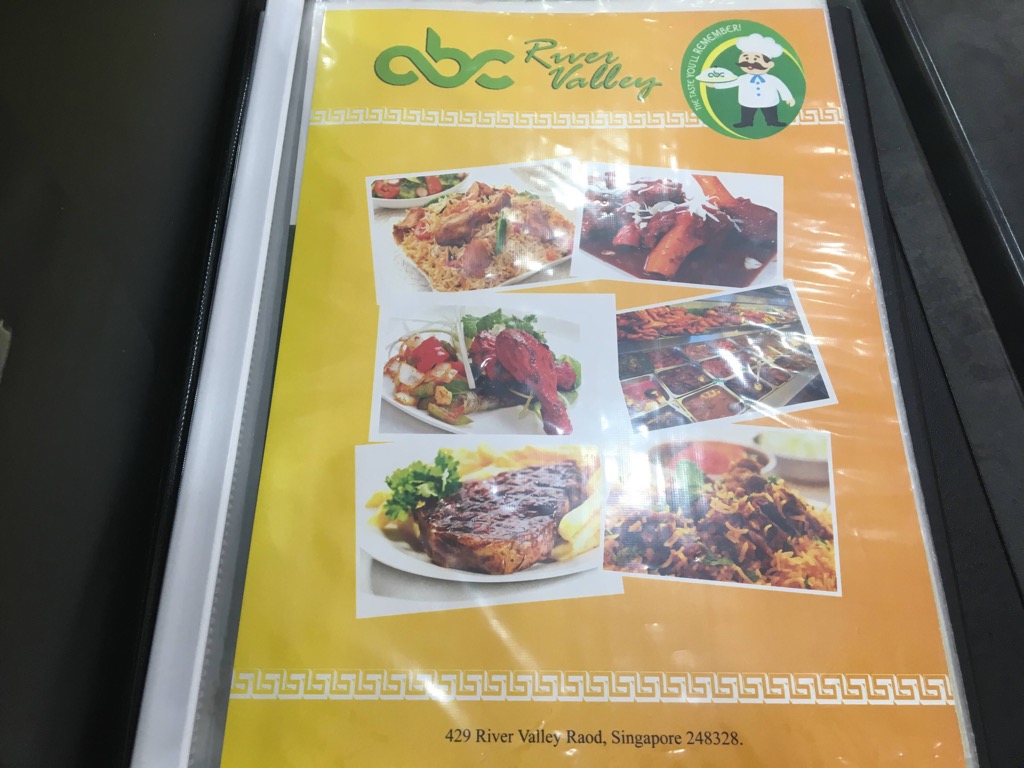 abc
River
Valley
THE TASTE YOU'LL REMEMBER!
abc
429 River Valley Raod, Singapore 248328.